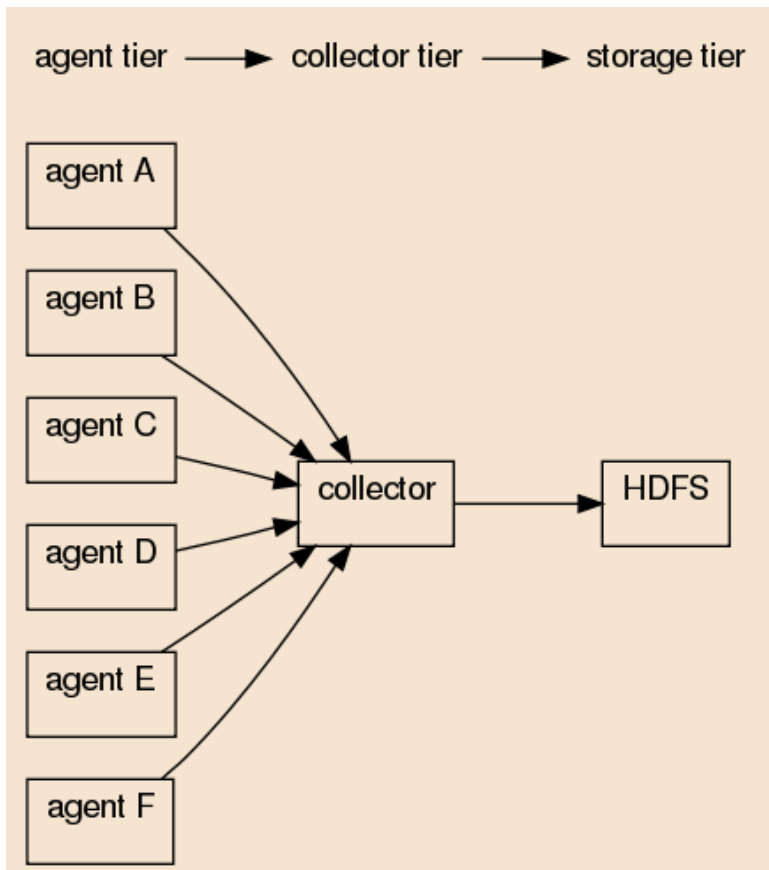 agent tier collector tier storage tier
agent A
agent B
agent C
collector HDFS
agent D
agent E
agent F